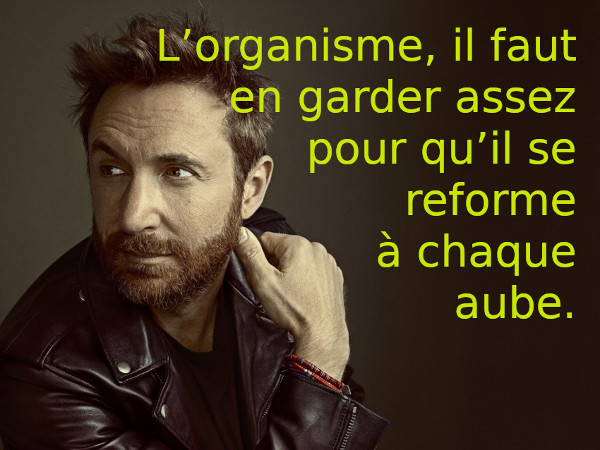 L’organisme, il faut
en garder assez
pour qu’il se
reforme
à chaque
aube.